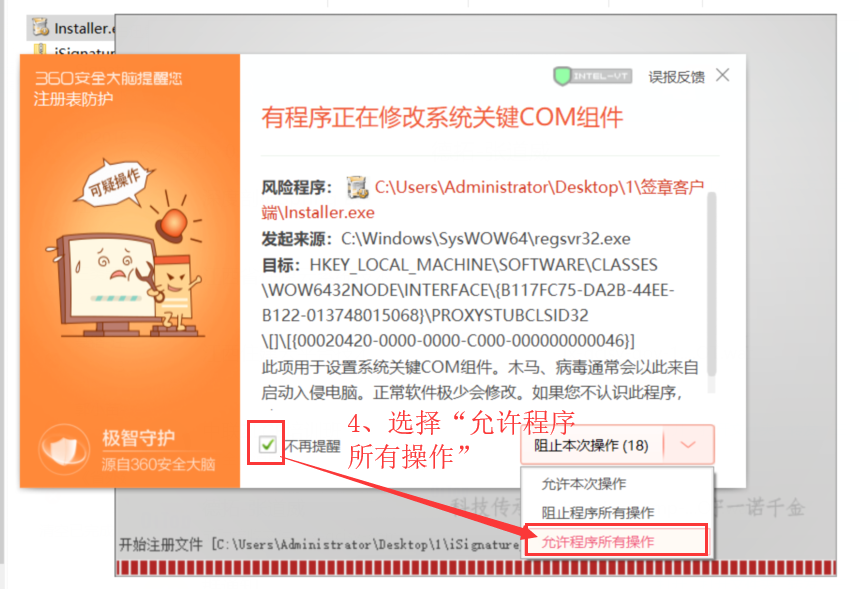 Installer.e
iSignatur
360安全大脑提醒您
注册表防护
INTEL-VT
误报反馈
有程序正在修改系统关键COM组件
可疑操作
风险程序： C:\Users\Administrator\Desktop\1\签章客户
端\Installer.exe
发起来源： C:\Windows\SysWOW64\regsvr32.exe
目标： HKEY_LOCAL_MACHINE\SOFTWARE\CLASSES
\WOW6432NODE\INTERFACE\{B117FC75-DA2B-44EE-
B122-013748015068}\PROXYSTUBCLSID32
\[]\[{00020420-0000-0000-C000-000000000046}]
此项用于设置系统关键COM组件。木马、病毒通常会以此来自
启动入侵电脑。正常软件极少会修改。如果您不认识此程序，
极智守护
源自360安全大脑
不再提醒
4、选择“允许程序
所有操作”
阻止本次操作 (18)
允许本次操作
阻止程序所有操作
允许程序所有操作
科技传
一诺千金
开始注册文件 [C:\Users\Administrator\Desktop\1\iSignature